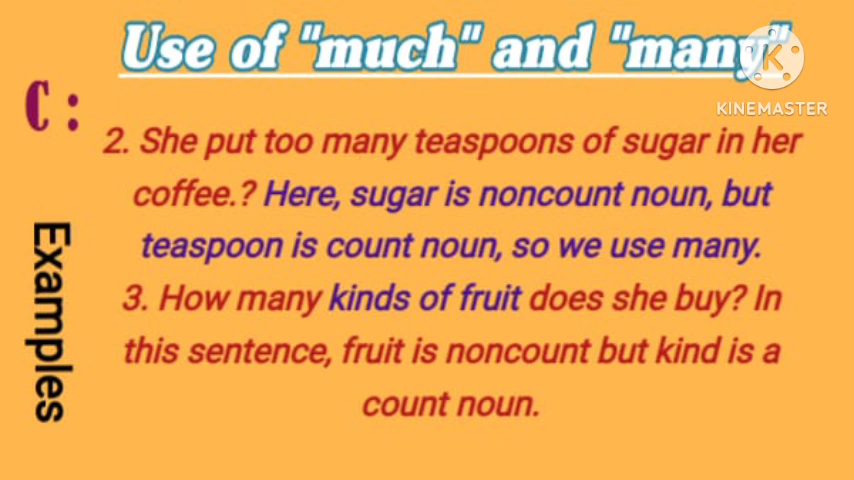 Use of "much" and "many"
KINEMASTER
C :
Examples
2. She put too many teaspoons of sugar in her
coffee.? Here, sugar is noncount noun, but
teaspoon is count noun, so we use many.
3. How many kinds of fruit does she buy? In
this sentence, fruit is noncount but kind is a
count noun.